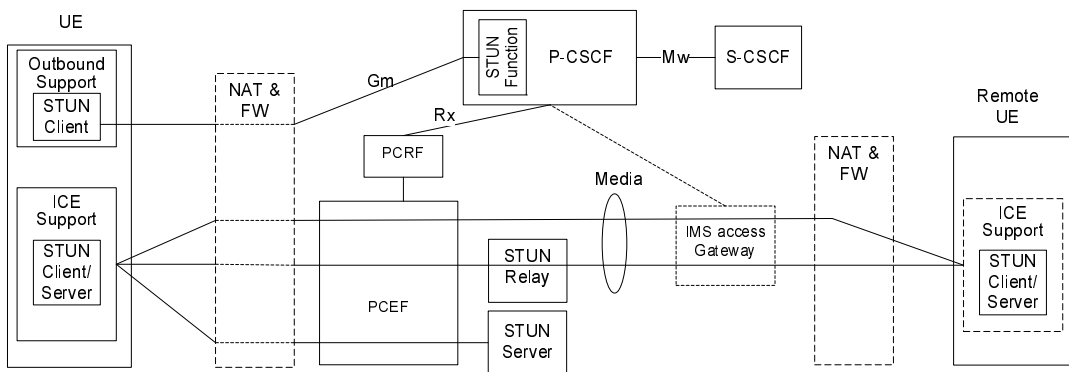 UE
Outbound
Support
STUN
Client
ICE
Support
STUN
Client/
Server
NAT &
FW
Gm
STUN
Function
P-CSCF
Mw
S-CSCF
Rx
PCRF
PCEF
STUN
Relay
STUN
Server
Media
IMS access
Gateway
NAT &
FW
Remote
UE
ICE
Support
STUN
Client/
Server